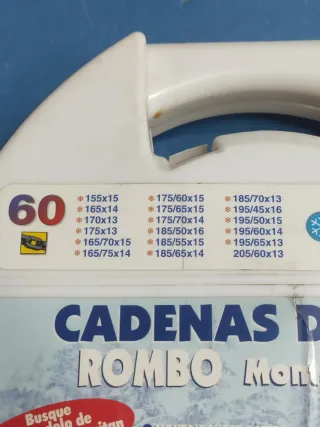 60
155x15
165x14
170x13
175x13
165/70x15
165/75x14
175/60x15
175/65x15
175/70x14
185/50x16
185/55x15
185/65x14
185/70x13
195/45x16
195/50x15
195/60x14
195/65x13
205/60x13
CADENAS D
ROMBO Mont
Busque